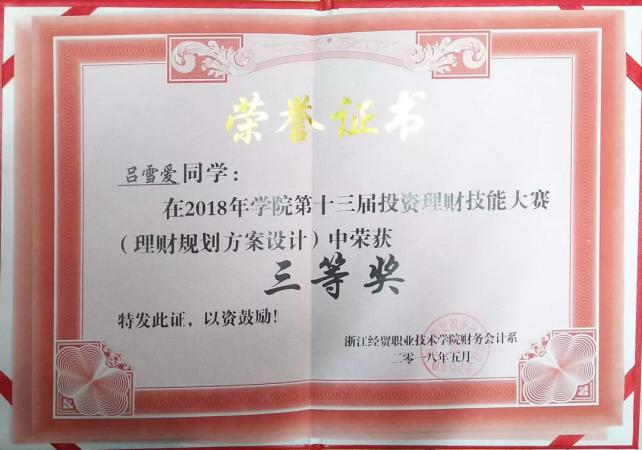 荣誉证书
吕雪爱同学：
在2018年学院第十三届投资理财技能大赛
（理财规划方案设计）中荣获
三等奖
特发此证，以资鼓励！
浙江经贸职业技术学院财务会计系
二〇一八年五月